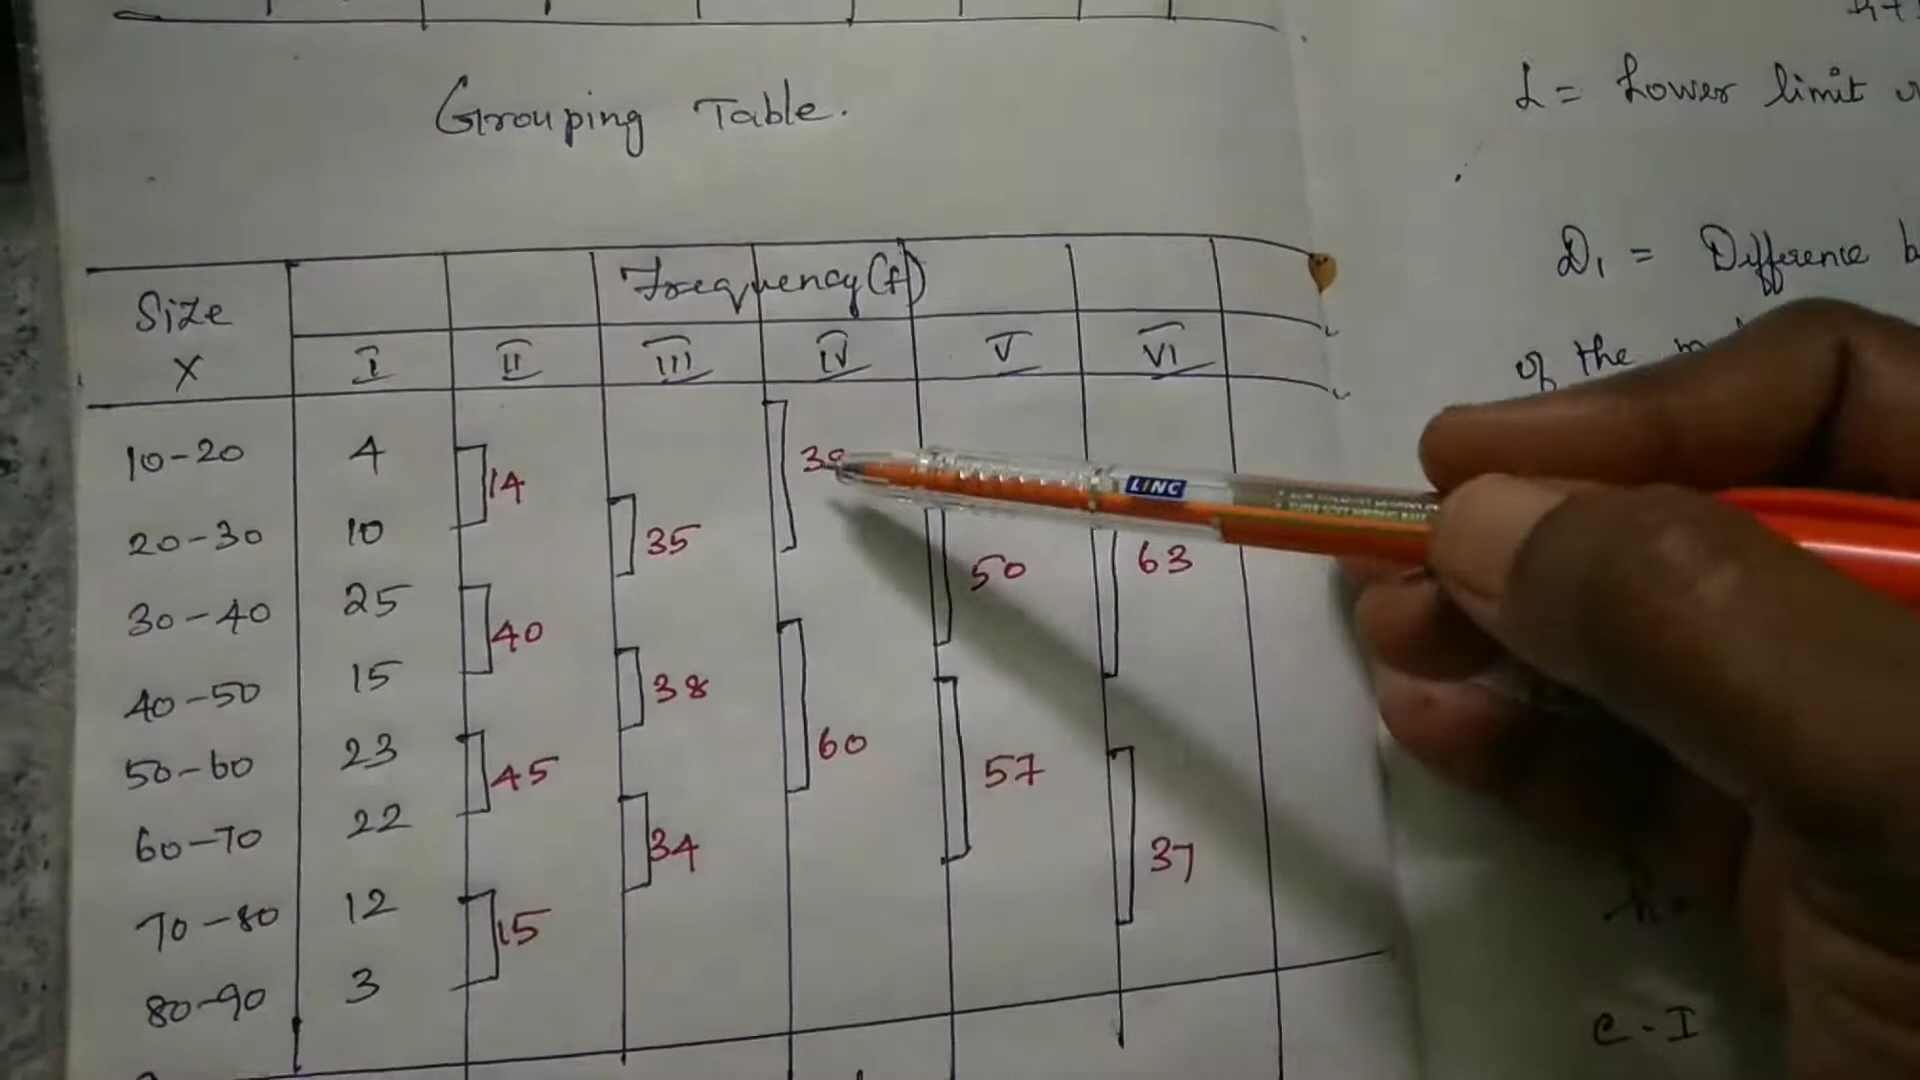 Grouping Table.
L = Lower limit
D₁ = Difference
of the
Size
X
Frequency (f)
I II III IV V VI
10-20 4
14
20-30 10 35
50 63
30-40 25
40
40-50 15 38
50-60 23 60
45 57
60-70 22
34 37
70-80 12
15
80-90 3
C.I
LINC